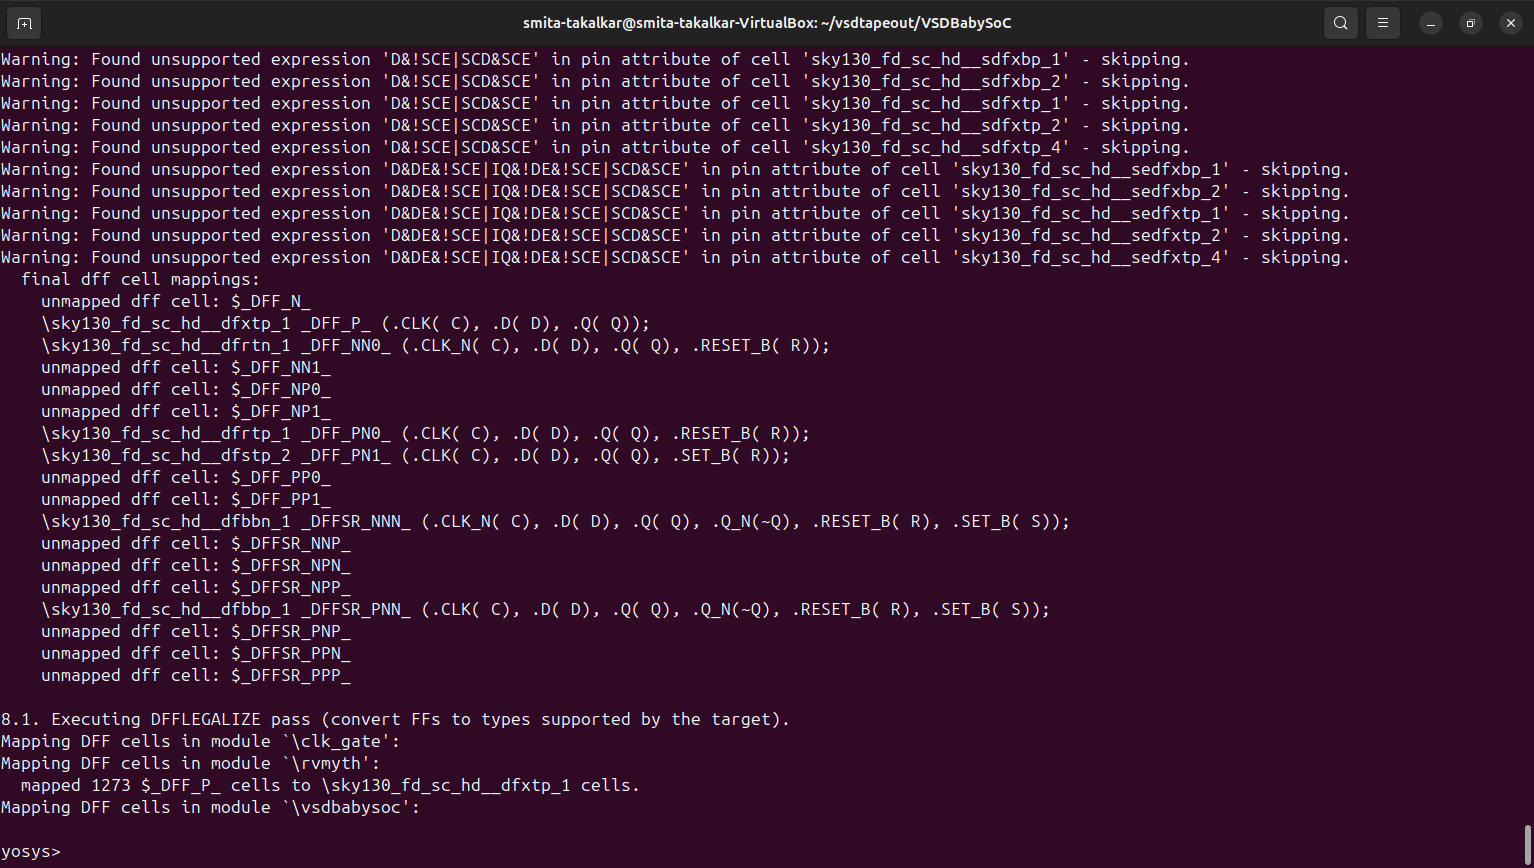 smita-takalkar@smita-takalkar-VirtualBox: ~/vsdtapeout/VSDBabySoC
Warning: Found unsupported expression 'D&!SCE|SCD&SCE' in pin attribute of cell 'sky130_fd_sc_hd__sdfxbp_1' - skipping.
Warning: Found unsupported expression 'D&!SCE|SCD&SCE' in pin attribute of cell 'sky130_fd_sc_hd__sdfxbp_2' - skipping.
Warning: Found unsupported expression 'D&!SCE|SCD&SCE' in pin attribute of cell 'sky130_fd_sc_hd__sdfxtp_1' - skipping.
Warning: Found unsupported expression 'D&!SCE|SCD&SCE' in pin attribute of cell 'sky130_fd_sc_hd__sdfxtp_2' - skipping.
Warning: Found unsupported expression 'D&!SCE|SCD&SCE' in pin attribute of cell 'sky130_fd_sc_hd__sdfxtp_4' - skipping.
Warning: Found unsupported expression 'D&DE&!SCE|IQ&!DE&!SCE|SCD&SCE' in pin attribute of cell 'sky130_fd_sc_hd__sedfxbp_1' - skipping.
Warning: Found unsupported expression 'D&DE&!SCE|IQ&!DE&!SCE|SCD&SCE' in pin attribute of cell 'sky130_fd_sc_hd__sedfxbp_2' - skipping.
Warning: Found unsupported expression 'D&DE&!SCE|IQ&!DE&!SCE|SCD&SCE' in pin attribute of cell 'sky130_fd_sc_hd__sedfxtp_1' - skipping.
Warning: Found unsupported expression 'D&DE&!SCE|IQ&!DE&!SCE|SCD&SCE' in pin attribute of cell 'sky130_fd_sc_hd__sedfxtp_2' - skipping.
Warning: Found unsupported expression 'D&DE&!SCE|IQ&!DE&!SCE|SCD&SCE' in pin attribute of cell 'sky130_fd_sc_hd__sedfxtp_4' - skipping.
  final dff cell mappings:
    unmapped dff cell: $_DFF_N_
    \sky130_fd_sc_hd__dfxtp_1 _DFF_P_ (.CLK( C), .D( D), .Q( Q));
    \sky130_fd_sc_hd__dfrtn_1 _DFF_NN0_ (.CLK_N( C), .D( D), .Q( Q), .RESET_B( R));
    unmapped dff cell: $_DFF_NN1_
    unmapped dff cell: $_DFF_NP0_
    unmapped dff cell: $_DFF_NP1_
    \sky130_fd_sc_hd__dfrtp_1 _DFF_PN0_ (.CLK( C), .D( D), .Q( Q), .RESET_B( R));
    \sky130_fd_sc_hd__dfstp_2 _DFF_PN1_ (.CLK( C), .D( D), .Q( Q), .SET_B( R));
    unmapped dff cell: $_DFF_PP0_
    unmapped dff cell: $_DFF_PP1_
    \sky130_fd_sc_hd__dfbbn_1 _DFFSR_NNN_ (.CLK_N( C), .D( D), .Q( Q), .Q_N(~Q), .RESET_B( R), .SET_B( S));
    unmapped dff cell: $_DFFSR_NNP_
    unmapped dff cell: $_DFFSR_NPN_
    unmapped dff cell: $_DFFSR_NPP_
    \sky130_fd_sc_hd__dfbbp_1 _DFFSR_PNN_ (.CLK( C), .D( D), .Q( Q), .Q_N(~Q), .RESET_B( R), .SET_B( S));
    unmapped dff cell: $_DFFSR_PNP_
    unmapped dff cell: $_DFFSR_PPN_
    unmapped dff cell: $_DFFSR_PPP_

8.1. Executing DFFLEGALIZE pass (convert FFs to types supported by the target).
Mapping DFF cells in module `\clk_gate':
Mapping DFF cells in module `\rvmyth':
  mapped 1273 $_DFF_P_ cells to \sky130_fd_sc_hd__dfxtp_1 cells.
Mapping DFF cells in module `\vsdbabysoc':

yosys>